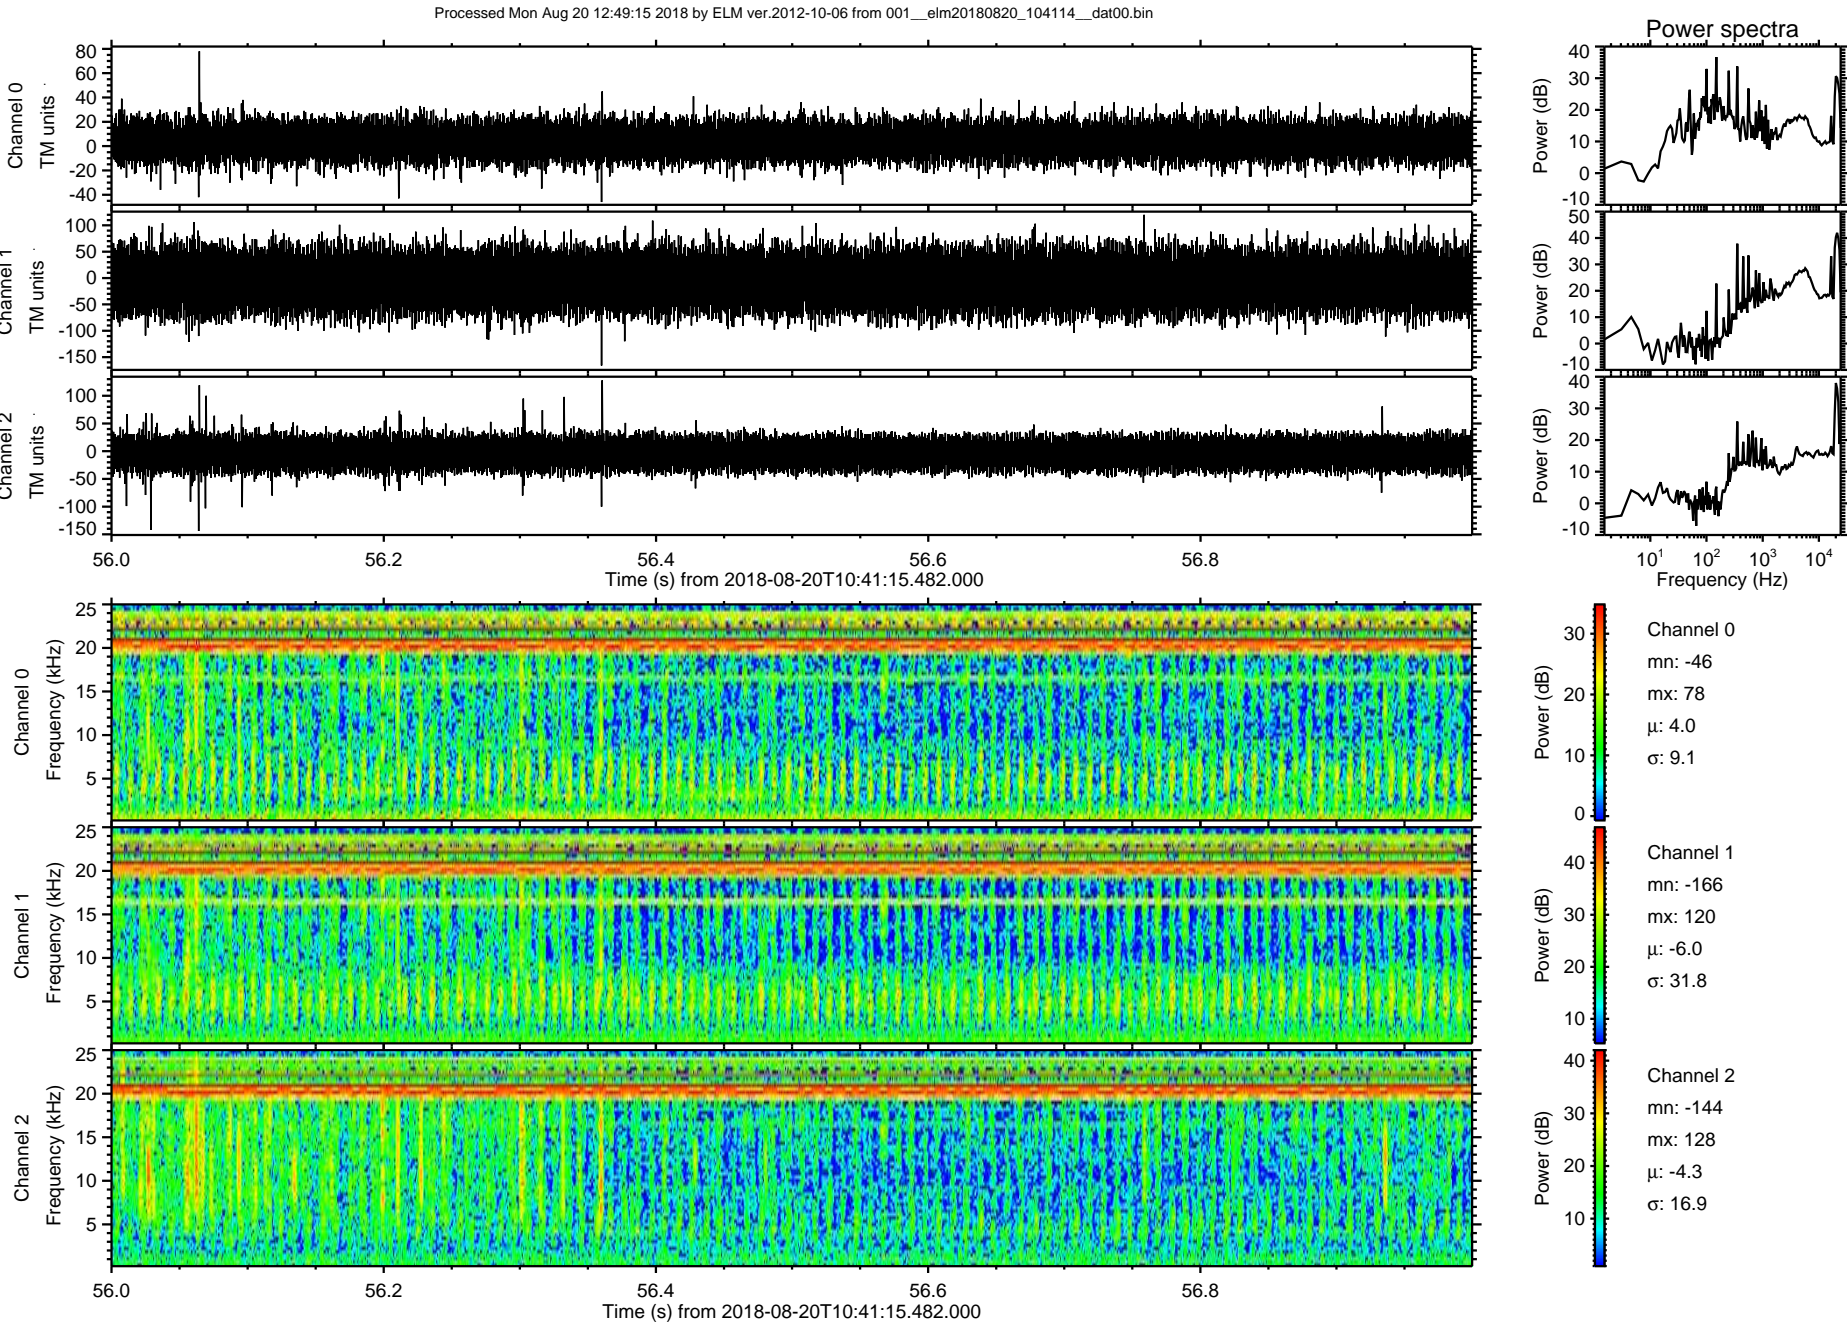 Processed Mon Aug 20 12:49:15 2018 by ELM ver.2012-10-06 from 001__elm20180820_104114__dat00.bin
Power spectra
Channel 0
TM units
80
60
40
20
0
-20
-40
Power (dB)
40
30
20
10
0
-10
Channel 1
TM units
100
50
0
-50
-100
-150
Power (dB)
50
40
30
20
10
0
-10
Channel 2
TM units
100
50
0
-50
-100
-150
Power (dB)
40
30
20
10
0
-10
56.0 56.2 56.4 56.6 56.8
Time (s) from 2018-08-20T10:41:15.482.000
10^1 10^2 10^3 10^4
Frequency (Hz)
Channel 0
Frequency (kHz)
25
20
15
10
5
Power (dB)
30
20
10
0
Channel 0
mn: -46
mx: 78
μ: 4.0
σ: 9.1
Channel 1
Frequency (kHz)
25
20
15
10
5
Power (dB)
40
30
20
10
Channel 1
mn: -166
mx: 120
μ: -6.0
σ: 31.8
Channel 2
Frequency (kHz)
25
20
15
10
5
Power (dB)
40
30
20
10
Channel 2
mn: -144
mx: 128
μ: -4.3
σ: 16.9
56.0 56.2 56.4 56.6 56.8
Time (s) from 2018-08-20T10:41:15.482.000